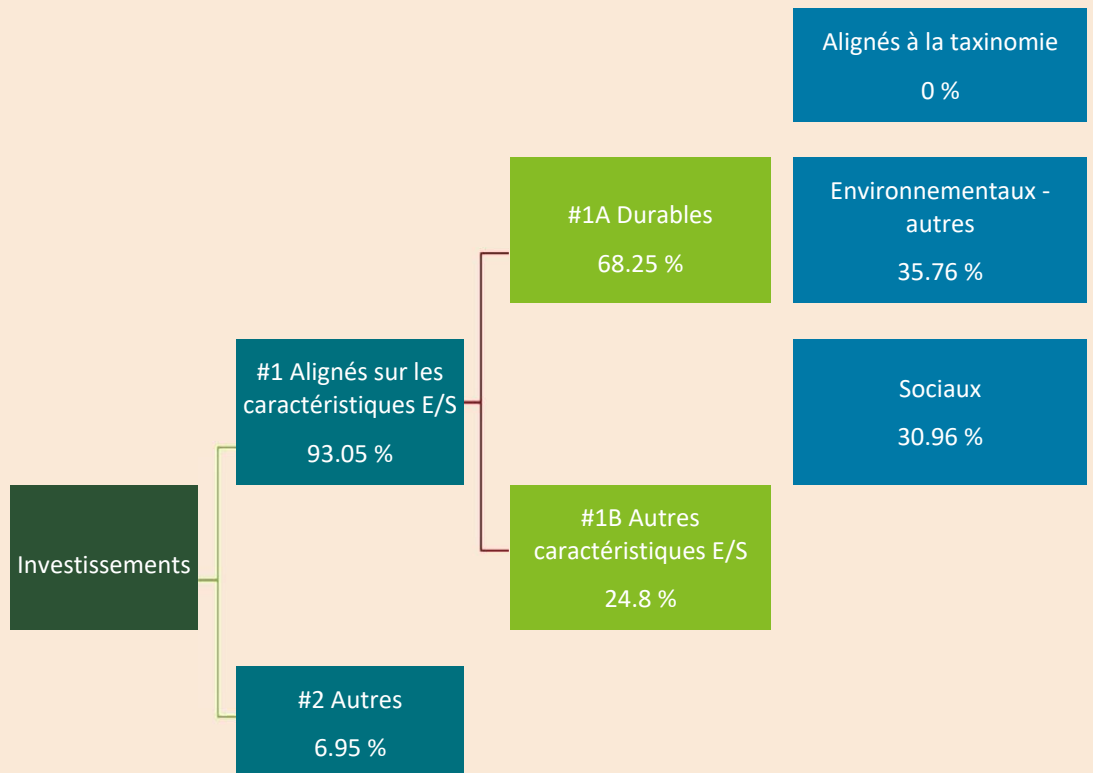 Alignés à la taxinomie
0 %
#1A Durables
68.25 %
Environnementaux -
autres
35.76 %
#1 Alignés sur les
caractéristiques E/S
93.05 %
Sociaux
30.96 %
Investissements
#1B Autres
caractéristiques E/S
24.8 %
#2 Autres
6.95 %